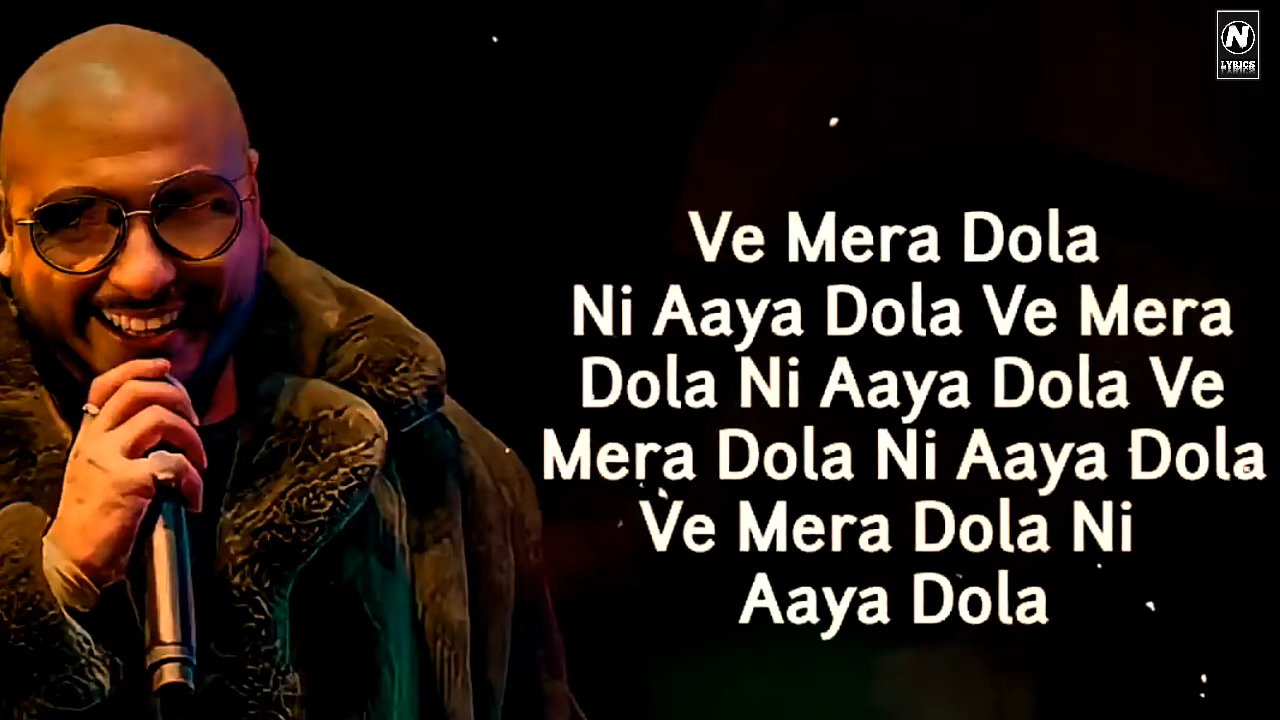 N
LYRICS
Ve Mera Dola
Ni Aaya Dola Ve Mera
Dola Ni Aaya Dola Ve
Mera Dola Ni Aaya Dola
Ve Mera Dola Ni
Aaya Dola